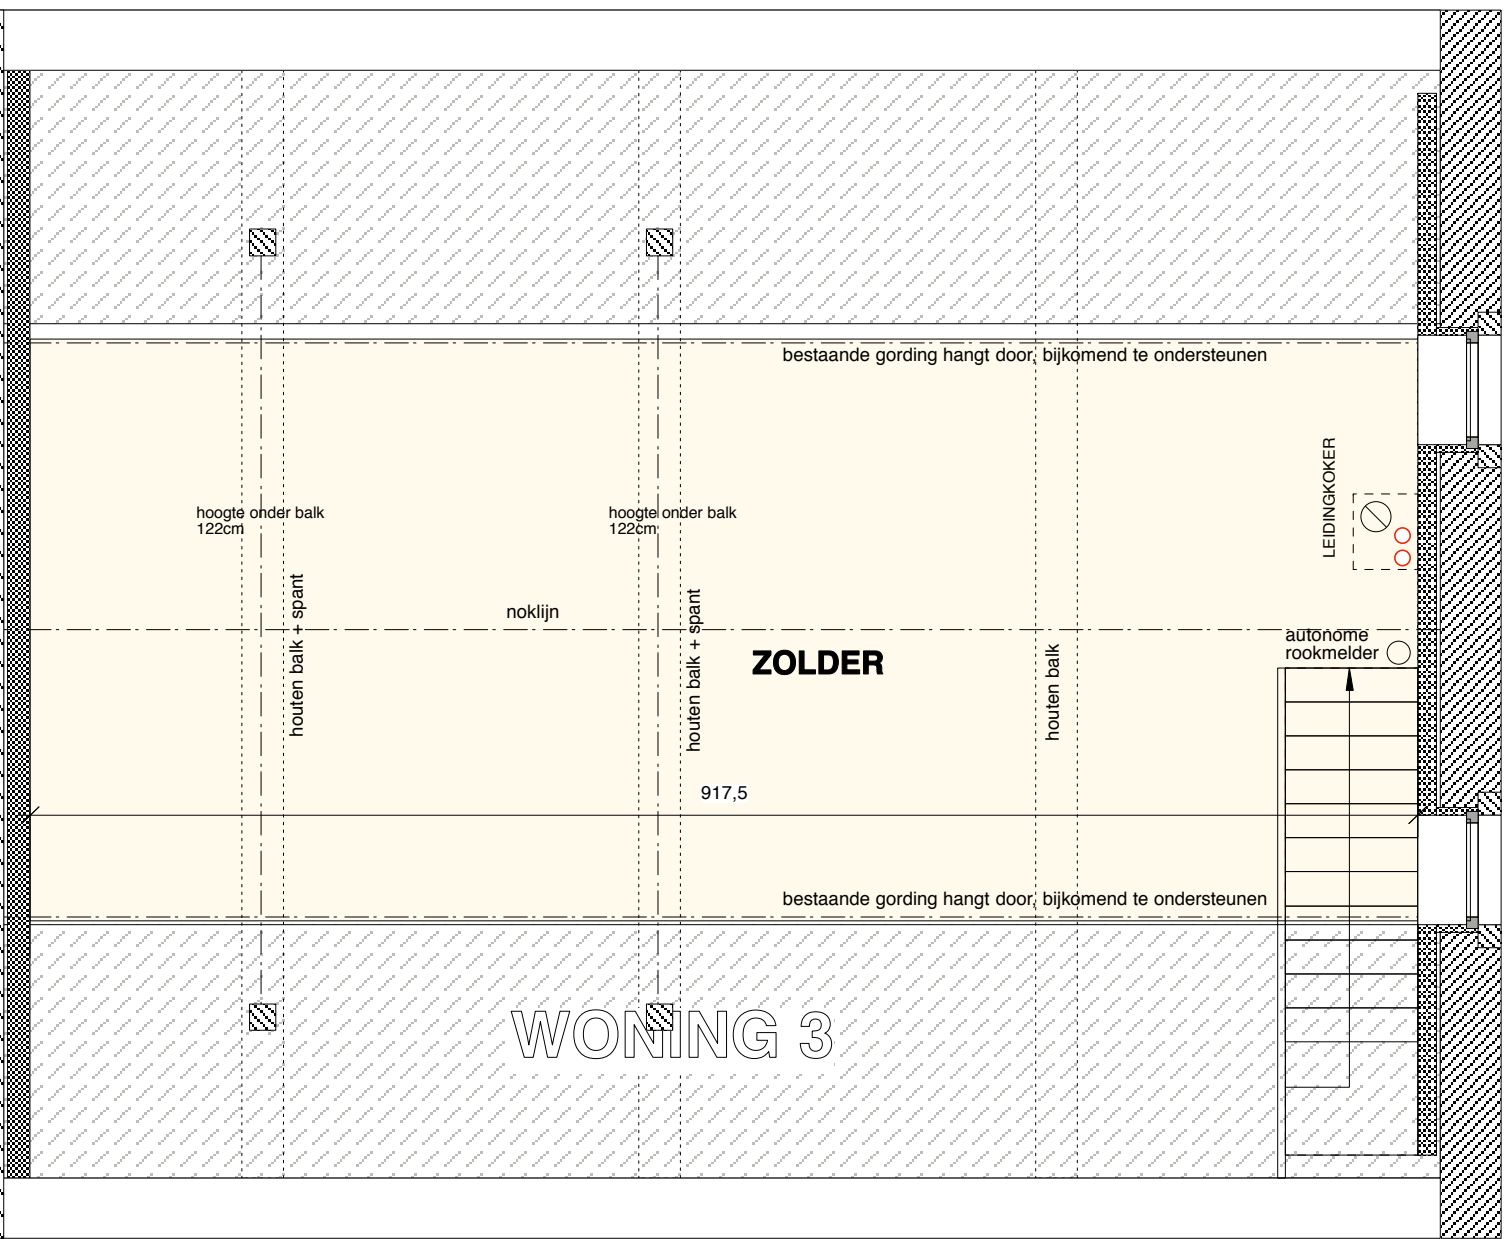 bestaande gording hangt door, bijkomend te ondersteunen
LEIDINGKOKER
hoogte onder balk
122cm
hoogte onder balk
122cm
houten balk + spant
noklijn
houten balk + spant
autonome
rookmelder
ZOLDER
houten balk
917,5
bestaande gording hangt door, bijkomend te ondersteunen
WONING 3